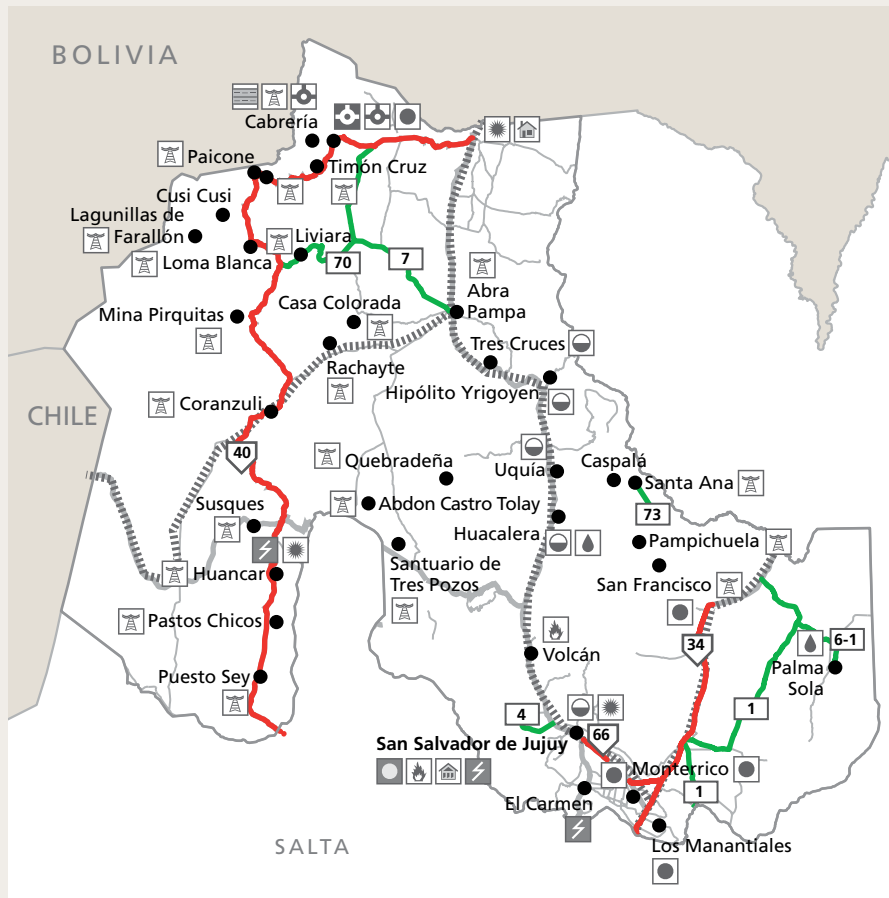 BOLIVIA
Cabrería
Paicone
Timón Cruz
Cusi Cusi
Lagunillas de
Farallón
Liviara
Loma Blanca
70
7
Abra
Pampa
Casa Colorada
Mina Pirquitas
Tres Cruces
Rachayte
Hipólito Yrigoyen
CHILE
Coranzuli
40
Quebradeña
Uquía
Caspalá
Santa Ana
Susques
Abdon Castro Tolay
73
Huacalera
Pampichuela
Huancar
Santuario de
Tres Pozos
San Francisco
Pastos Chicos
34
6-1
Volcán
Palma
Sola
Puesto Sey
4
1
66
San Salvador de Jujuy
Monterrico
1
El Carmen
SALTA
Los Manantiales